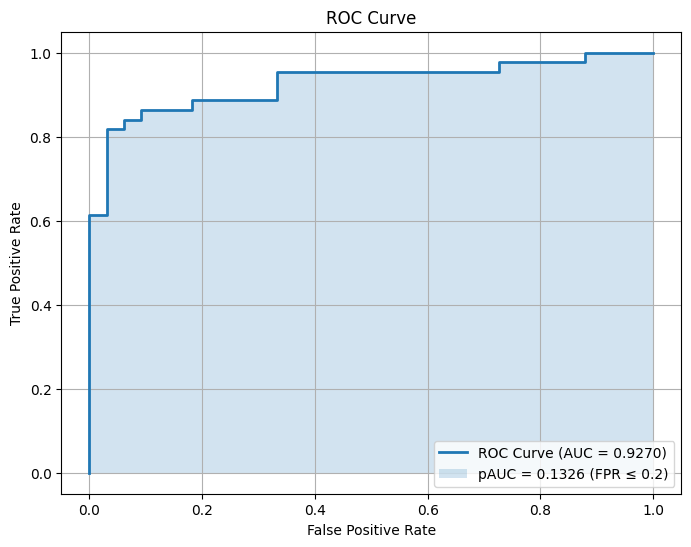 ROC Curve
True Positive Rate
1.0
0.8
0.6
0.4
0.2
0.0
0.0 0.2 0.4 0.6 0.8 1.0
False Positive Rate
ROC Curve (AUC = 0.9270)
pAUC = 0.1326 (FPR ≤ 0.2)